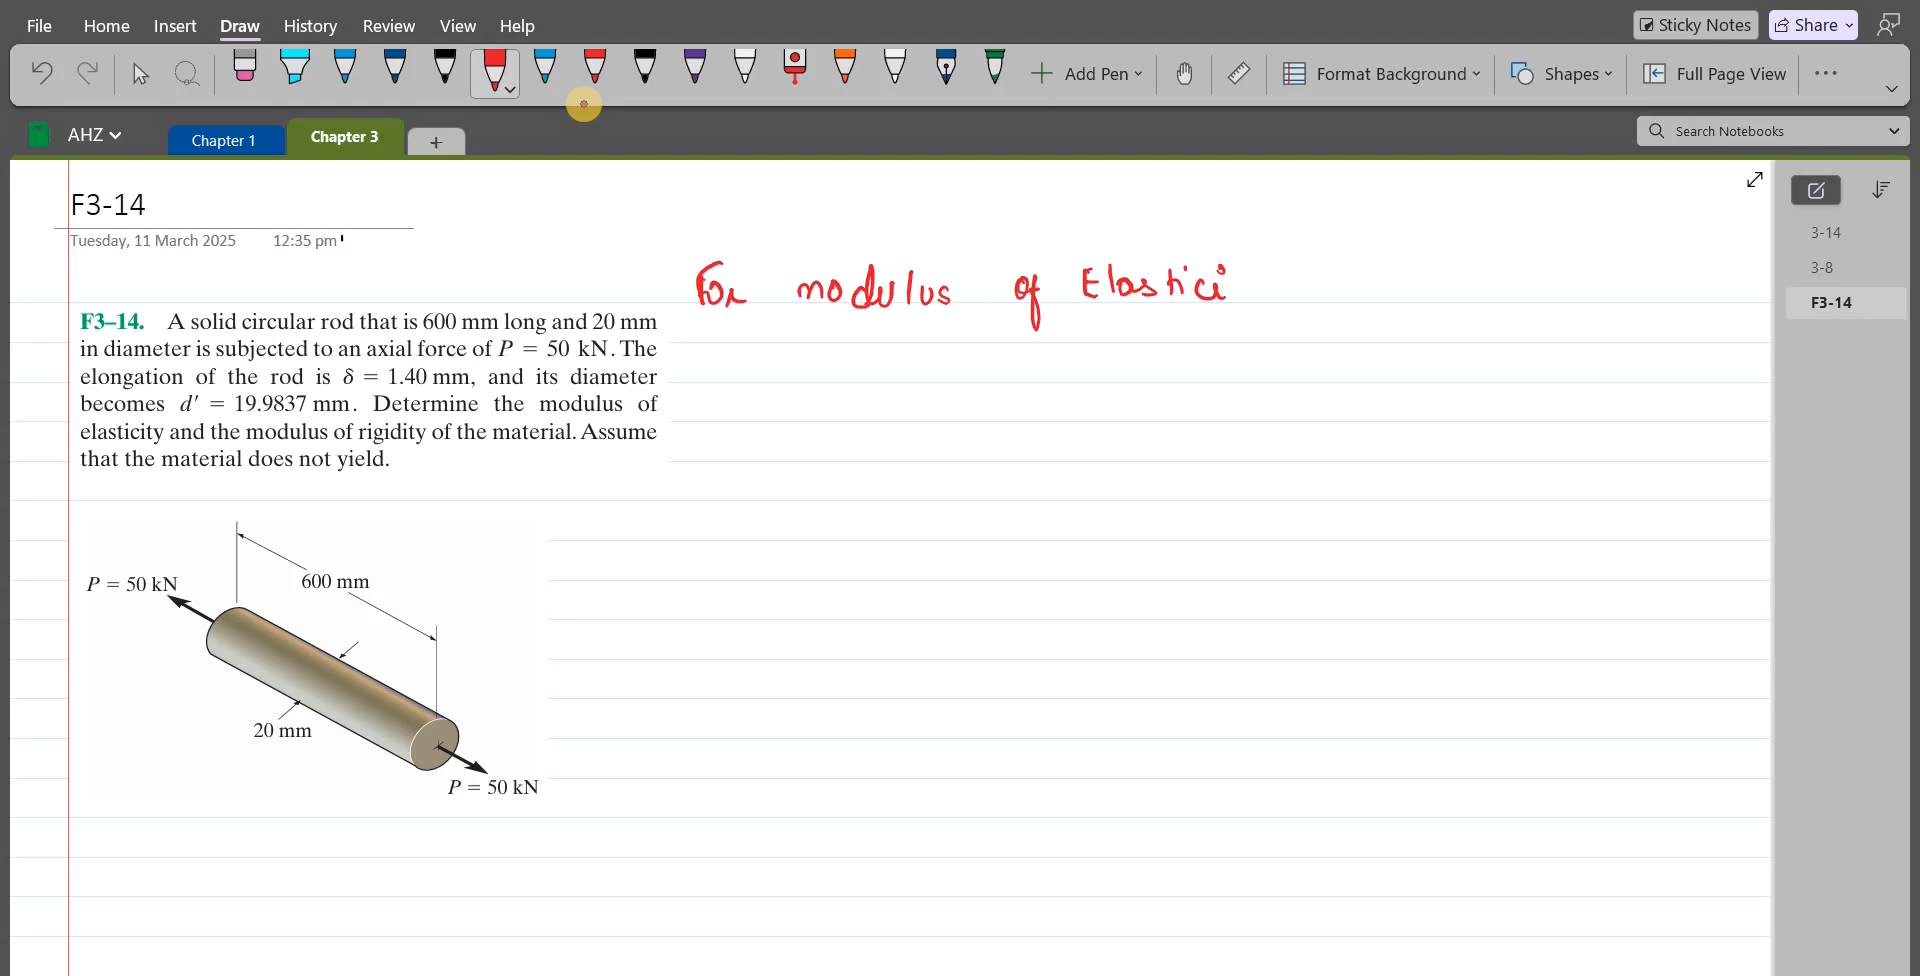 File Home Insert Draw History Review View Help
Sticky Notes Share
Add Pen Format Background Shapes Full Page View
AHZ Chapter 1 Chapter 3 Search Notebooks
F3-14
Tuesday, 11 March 2025 12:35 pm
3-14
3-8
F3-14
For modulus of Elastici
F3–14. A solid circular rod that is 600 mm long and 20 mm
in diameter is subjected to an axial force of P = 50 kN. The
elongation of the rod is δ = 1.40 mm, and its diameter
becomes d′ = 19.9837 mm. Determine the modulus of
elasticity and the modulus of rigidity of the material. Assume
that the material does not yield.
P = 50 kN
600 mm
20 mm
P = 50 kN